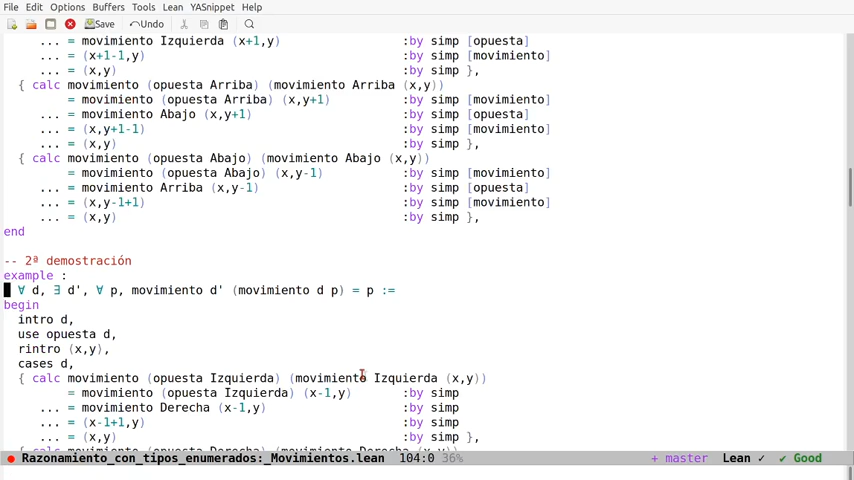 File Edit Options Buffers Tools Lean YASnippet Help
Save Undo
... = movimiento Izquierda (x+1,y) :by simp [opuesta]
... = (x+1-1,y) :by simp [movimiento]
... = (x,y) :by simp },
{ calc movimiento (opuesta Arriba) (movimiento Arriba (x,y))
= movimiento (opuesta Arriba) (x,y+1) :by simp [movimiento]
... = movimiento Abajo (x,y+1) :by simp [opuesta]
... = (x,y+1-1) :by simp [movimiento]
... = (x,y) :by simp },
{ calc movimiento (opuesta Abajo) (movimiento Abajo (x,y))
= movimiento (opuesta Abajo) (x,y-1) :by simp [movimiento]
... = movimiento Arriba (x,y-1) :by simp [opuesta]
... = (x,y-1+1) :by simp [movimiento]
... = (x,y) :by simp },
end
-- 2ª demostración
example :
∀ d, ∃ d', ∀ p, movimiento d' (movimiento d p) = p :=
begin
intro d,
use opuesta d,
rintro (x,y),
cases d,
{ calc movimiento (opuesta Izquierda) (movimiento Izquierda (x,y))
= movimiento (opuesta Izquierda) (x-1,y) :by simp
... = movimiento Derecha (x-1,y) :by simp
... = (x-1+1,y) :by simp
... = (x,y) :by simp },
{ calc movimiento (opuesta Derecha) (movimiento Derecha (x,y))
Razonamiento_con_tipos_enumerados:_Movimientos.lean 104:0 36% + master Lean ✓ ✔ Good